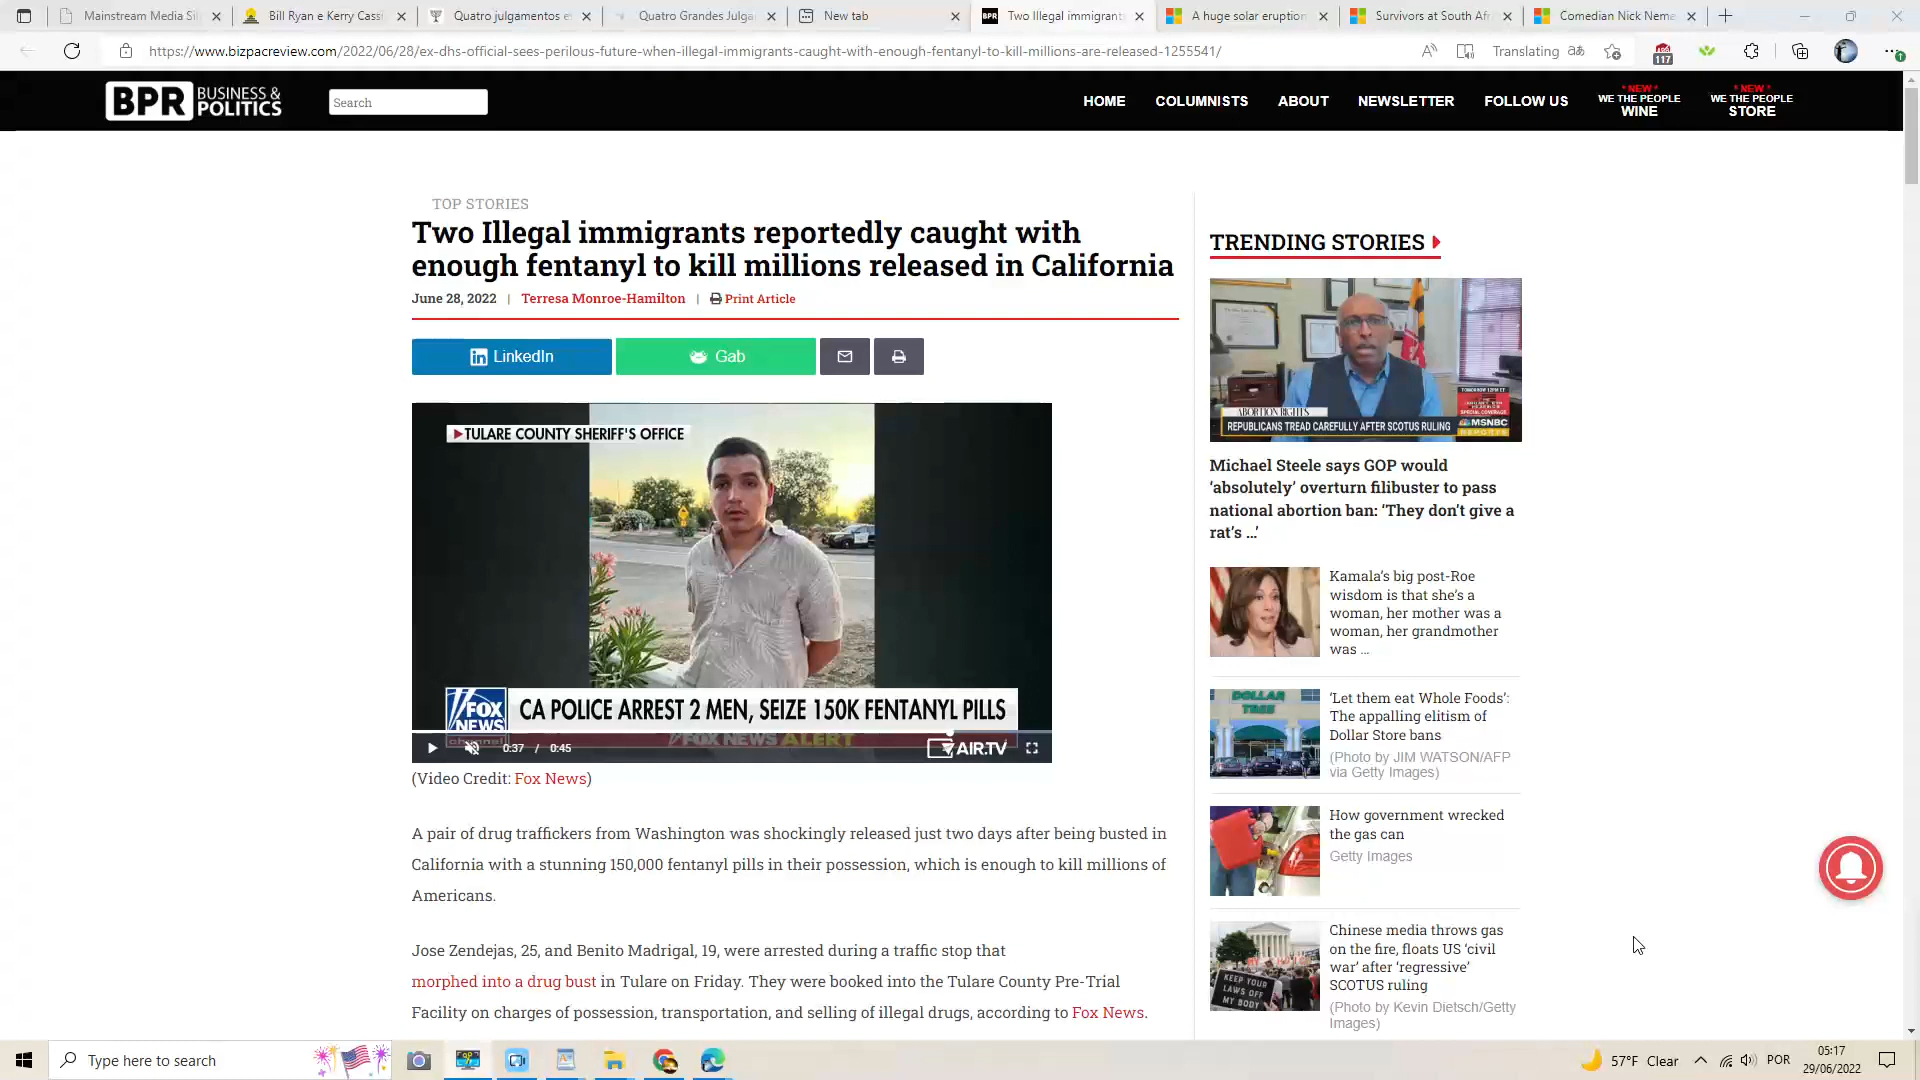 Mainstream Media Sil
Bill Ryan e Kerry Cass
Quatro julgamentos e
Quatro Grandes Julga
New tab
Two Illegal immigrants
A huge solar eruption
Survivors at South Afr
Comedian Nick Neme
https://www.bizpacreview.com/2022/06/28/ex-dhs-official-sees-perilous-future-when-illegal-immigrants-caught-with-enough-fentanyl-to-kill-millions-are-released-1255541/
Translating
117
BPR BUSINESS & POLITICS
Search
HOME
COLUMNISTS
ABOUT
NEWSLETTER
FOLLOW US
* NEW *
WE THE PEOPLE
WINE
* NEW *
WE THE PEOPLE
STORE
TOP STORIES
Two Illegal immigrants reportedly caught with
enough fentanyl to kill millions released in California
June 28, 2022 | Terresa Monroe-Hamilton | Print Article
LinkedIn
Gab
TULARE COUNTY SHERIFF'S OFFICE
FOX NEWS channel
CA POLICE ARREST 2 MEN, SEIZE 150K FENTANYL PILLS
FOX NEWS ALERT
0:37 / 0:45
AIR.TV
(Video Credit: Fox News)
A pair of drug traffickers from Washington was shockingly released just two days after being busted in
California with a stunning 150,000 fentanyl pills in their possession, which is enough to kill millions of
Americans.
Jose Zendejas, 25, and Benito Madrigal, 19, were arrested during a traffic stop that
morphed into a drug bust in Tulare on Friday. They were booked into the Tulare County Pre-Trial
Facility on charges of possession, transportation, and selling of illegal drugs, according to Fox News.
TRENDING STORIES
ABORTION RIGHTS
REPUBLICANS TREAD CAREFULLY AFTER SCOTUS RULING
SPECIAL COVERAGE
MSNBC
REPORTS
Michael Steele says GOP would
‘absolutely’ overturn filibuster to pass
national abortion ban: ‘They don’t give a
rat’s ...’
Kamala’s big post-Roe
wisdom is that she’s a
woman, her mother was a
woman, her grandmother
was ...
DOLLAR TREE
‘Let them eat Whole Foods’:
The appalling elitism of
Dollar Store bans
(Photo by JIM WATSON/AFP
via Getty Images)
How government wrecked
the gas can
Getty Images
KEEP YOUR
LAWS OFF
MY BODY
Chinese media throws gas
on the fire, floats US ‘civil
war’ after ‘regressive’
SCOTUS ruling
(Photo by Kevin Dietsch/Getty
Images)
Type here to search
57°F Clear
POR
05:17
29/06/2022